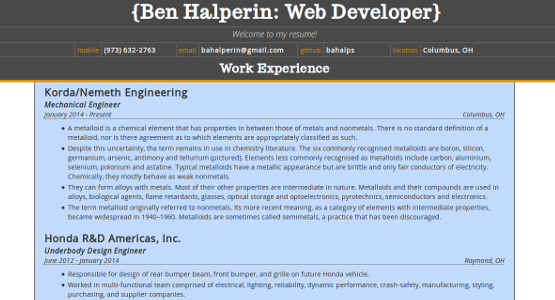 {Ben Halperin: Web Developer}
Welcome to my resume!
mobile (973) 632-2763 email bahalperin@gmail.com github bahalps location Columbus, OH
Work Experience
Korda/Nemeth Engineering
Mechanical Engineer
January 2014 - Present Columbus, OH
• A metalloid is a chemical element that has properties in between those of metals and nonmetals. There is no standard definition of
metalloid, nor is there agreement as to which elements are appropriately classified as such.
• Despite this uncertainty, the term remains in use in chemistry literature. The six commonly recognised metalloids are boron, silicon,
germanium, arsenic, antimony and tellurium (pictured). Elements less commonly recognised as metalloids include carbon, aluminium,
selenium, polonium and astatine. Typical metalloids have a metallic appearance but are brittle and only fair conductors of electricity.
Chemically, they mostly behave as weak nonmetals.
• They can form alloys with metals. Most of their other properties are intermediate in nature. Metalloids and their compounds are used in
alloys, biological agents, flame retardants, glasses, optical storage and optoelectronics, pyrotechnics, semiconductors and electronics.
• The term metalloid originally referred to nonmetals. Its more recent meaning, as a category of elements with intermediate properties,
became widespread in 1940–1960. Metalloids are sometimes called semimetals, a practice that has been discouraged.
Honda R&D Americas, Inc.
Underbody Design Engineer
June 2012 - January 2014 Raymond, OH
• Responsible for design of rear bumper beam, front bumper, and grille on future Honda vehicle.
• Worked in multi-functional team comprised of electrical, lighting, reliability, dynamic performance, crash-safety, manufacturing, styling,
purchasing, and supplier companies.